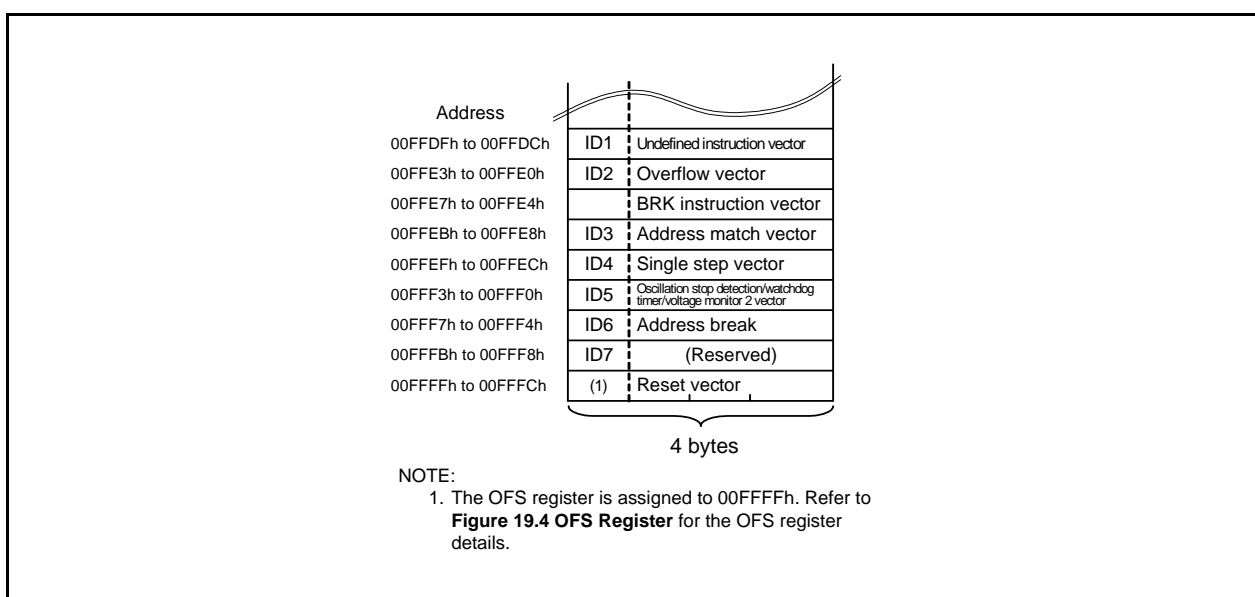 Address
00FFDFh to 00FFDCh ID1 Undefined instruction vector
00FFE3h to 00FFE0h ID2 Overflow vector
00FFE7h to 00FFE4h BRK instruction vector
00FFEBh to 00FFE8h ID3 Address match vector
00FFEFh to 00FFECh ID4 Single step vector
00FFF3h to 00FFF0h ID5 Oscillation stop detection/watchdog
timer/voltage monitor 2 vector
00FFF7h to 00FFF4h ID6 Address break
00FFFBh to 00FFF8h ID7 (Reserved)
00FFFFh to 00FFFCh (1) Reset vector
4 bytes
NOTE:
1. The OFS register is assigned to 00FFFFh. Refer to
Figure 19.4 OFS Register for the OFS register
details.